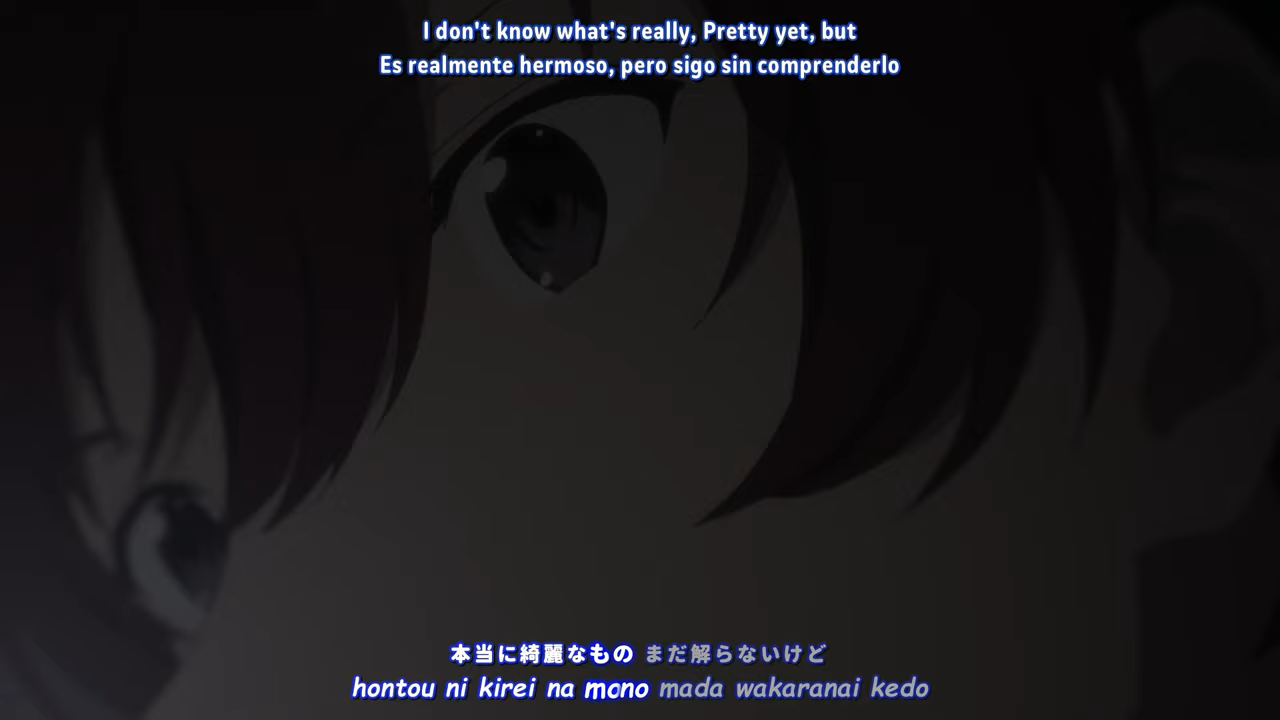 I don't know what's really, Pretty yet, but
Es realmente hermoso, pero sigo sin comprenderlo
本当に綺麗なもの まだ解らないけど
hontou ni kirei na mono mada wakaranai kedo